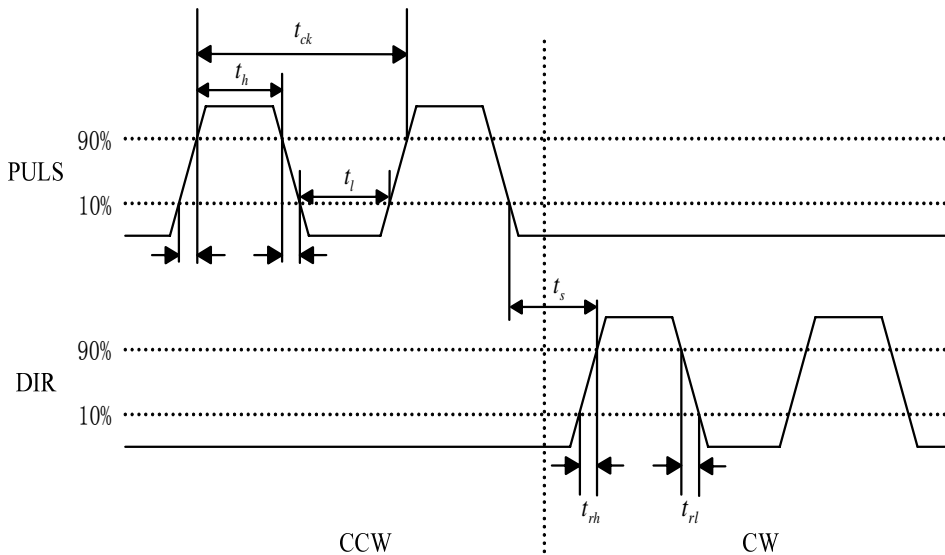 t_ck
t_h
90%
PULS
t_l
10%
t_s
90%
DIR
10%
t_rh
t_rl
CCW
CW